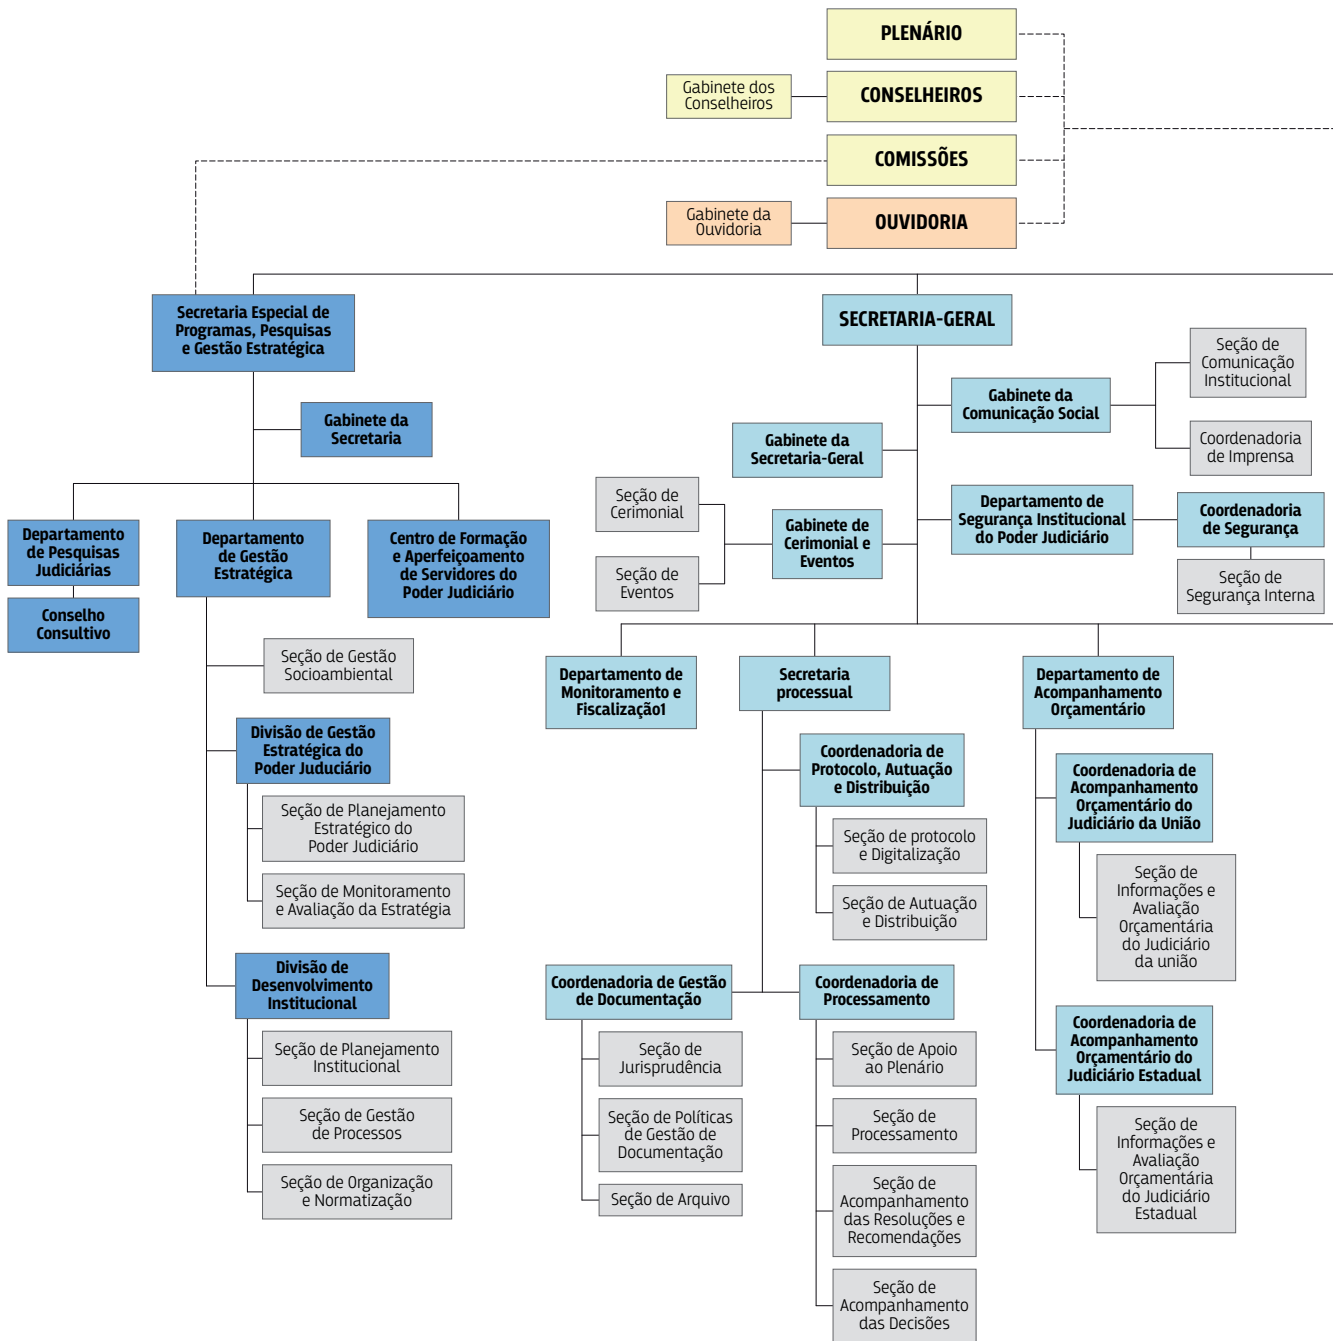 PLENÁRIO
Gabinete dos
Conselheiros
CONSELHEIROS
COMISSÕES
Gabinete da
Ouvidoria
OUVIDORIA
Secretaria Especial de
Programas, Pesquisas
e Gestão Estratégica
Gabinete da
Secretaria
Departamento
de Pesquisas
Judiciárias
Conselho
Consultivo
Departamento
de Gestão
Estratégica
Centro de Formação
e Aperfeiçoamento
de Servidores do
Poder Judiciário
Seção de Gestão
Socioambiental
Divisão de Gestão
Estratégica do
Poder Juduciário
Seção de Planejamento
Estratégico do
Poder Judiciário
Seção de Monitoramento
e Avaliação da Estratégia
Divisão de
Desenvolvimento
Institucional
Seção de Planejamento
Institucional
Seção de Gestão
de Processos
Seção de Organização
e Normatização
SECRETARIA-GERAL
Gabinete da
Comunicação Social
Seção de
Comunicação
Institucional
Coordenadoria
de Imprensa
Gabinete da
Secretaria-Geral
Seção de
Cerimonial
Seção de
Eventos
Gabinete de
Cerimonial e
Eventos
Departamento de
Segurança Institucional
do Poder Judiciário
Coordenadoria
de Segurança
Seção de
Segurança Interna
Departamento de
Monitoramento e
Fiscalização1
Secretaria
processual
Coordenadoria de
Protocolo, Autuação
e Distribuição
Seção de protocolo
e Digitalização
Seção de Autuação
e Distribuição
Coordenadoria de Gestão
de Documentação
Seção de
Jurisprudência
Seção de Políticas
de Gestão de
Documentação
Seção de Arquivo
Coordenadoria de
Processamento
Seção de Apoio
ao Plenário
Seção de
Processamento
Seção de
Acompanhamento
das Resoluções e
Recomendações
Seção de
Acompanhamento
das Decisões
Departamento de
Acompanhamento
Orçamentário
Coordenadoria de
Acompanhamento
Orçamentário do
Judiciário da União
Seção de
Informações e
Avaliação
Orçamentária
do Judiciário
da união
Coordenadoria de
Acompanhamento
Orçamentário do
Judiciário Estadual
Seção de
Informações e
Avaliação
Orçamentária
do Judiciário
Estadual